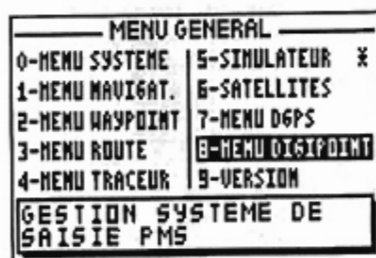 MENU GENERAL
0-MENU SYSTEME
1-MENU NAVIGAT.
2-MENU WAYPOINT
3-MENU ROUTE
4-MENU TRACEUR
5-SIMULATEUR X
6-SATELLITES
7-MENU DGPS
8-MENU DIGIPOINT
9-VERSION
GESTION SYSTEME DE
SAISIE PMS